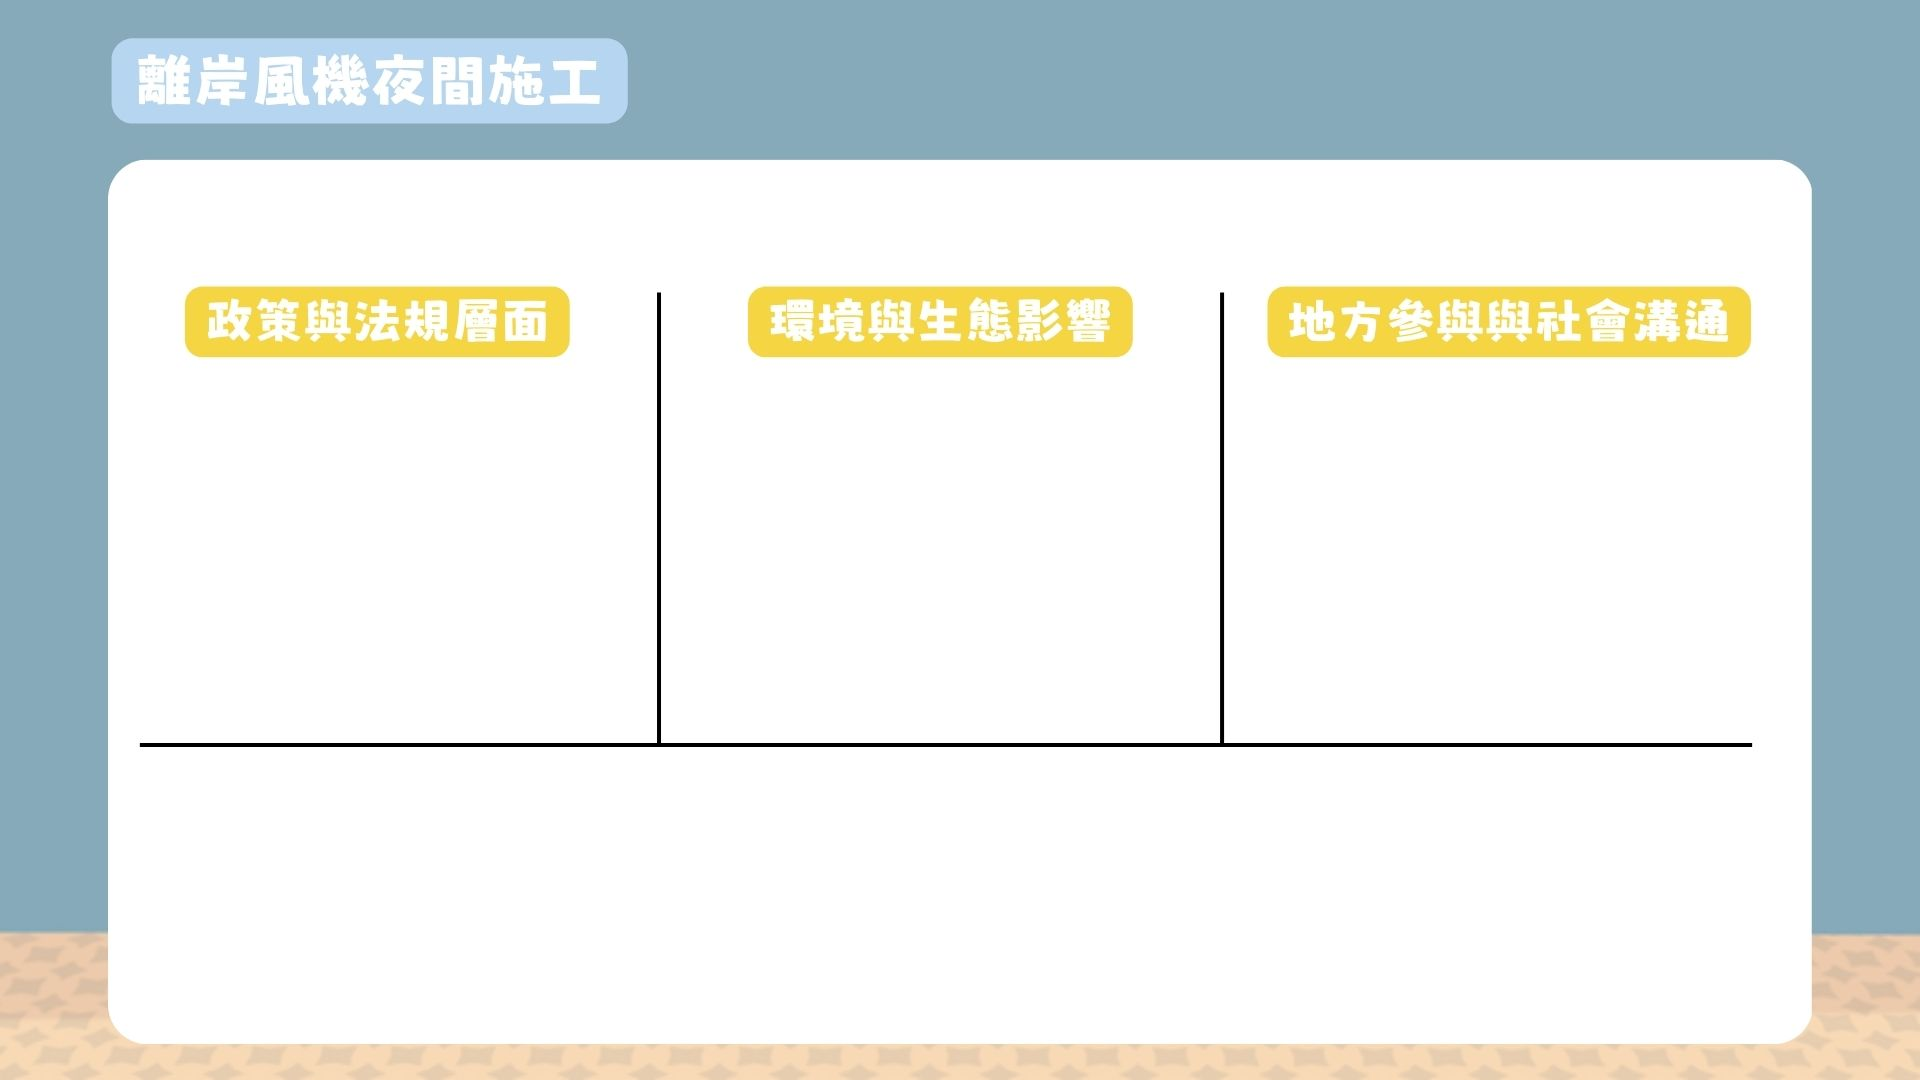 離岸風機夜間施工
政策與法規層面
環境與生態影響
地方參與與社會溝通